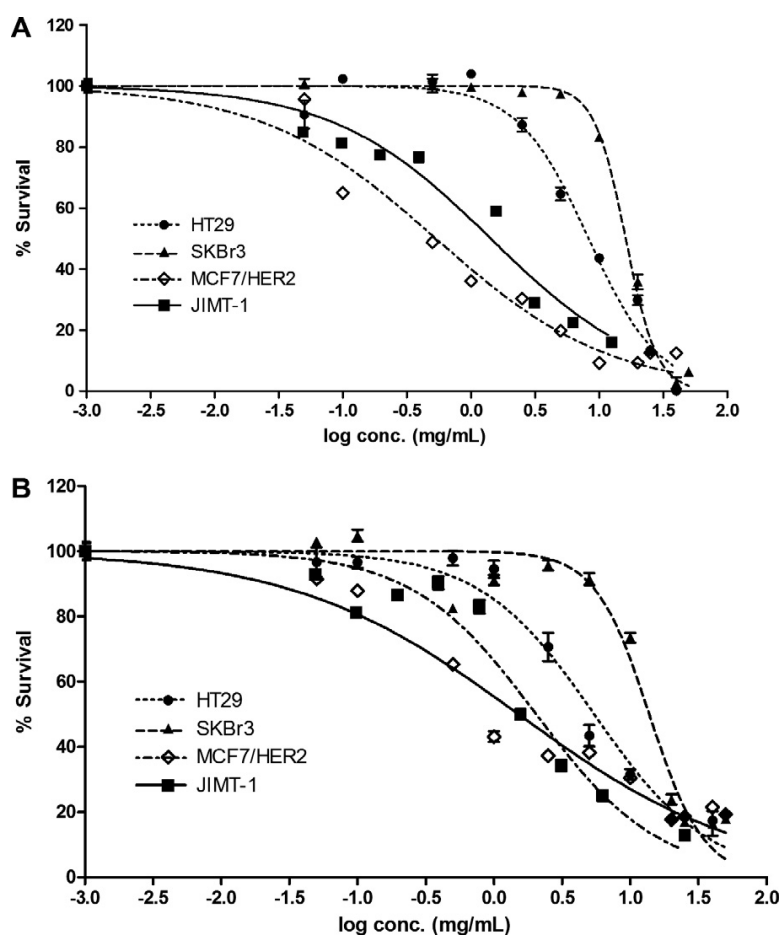 A
120
100
80
60
40
20
0
% Survival
HT29
SKBr3
MCF7/HER2
JIMT-1
-3.0 -2.5 -2.0 -1.5 -1.0 -0.5 0.0 0.5 1.0 1.5 2.0
log conc. (mg/mL)
B
120
100
80
60
40
20
0
% Survival
HT29
SKBr3
MCF7/HER2
JIMT-1
-3.0 -2.5 -2.0 -1.5 -1.0 -0.5 0.0 0.5 1.0 1.5 2.0
log conc. (mg/mL)